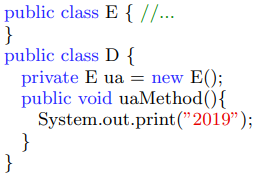 public class E { //...
}
public class D {
private E ua = new E();
public void uaMethod(){
System.out.print("2019");
}
}